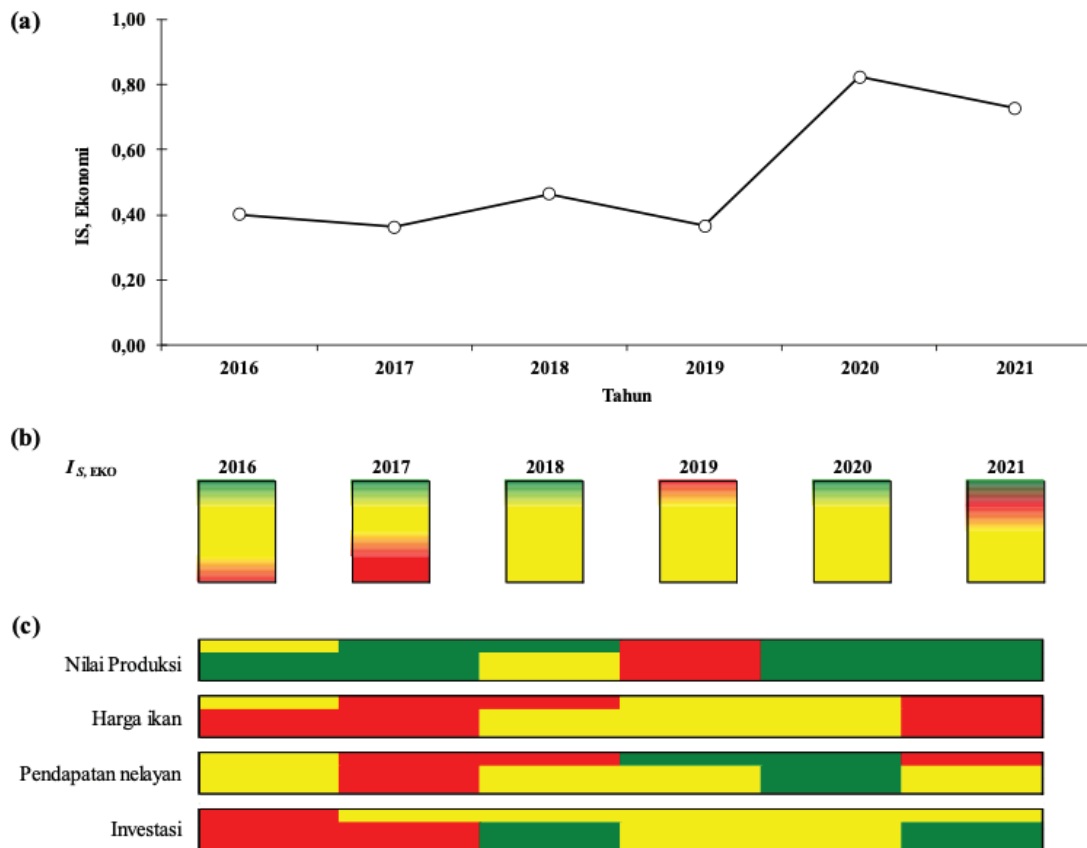 (a)
1,00
0,80
0,60
0,40
0,20
0,00
IS, Ekonomi
2016 2017 2018 2019 2020 2021
Tahun
(b)
I S, EKO 2016 2017 2018 2019 2020 2021
(c)
Nilai Produksi
Harga ikan
Pendapatan nelayan
Investasi